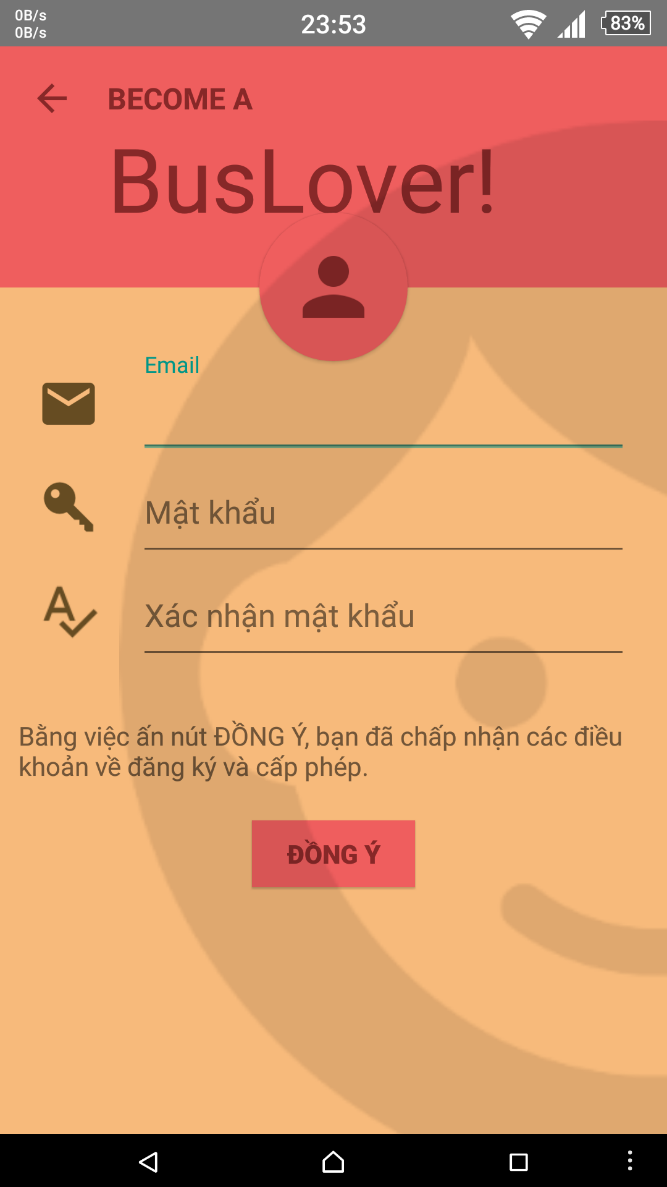 0B/s
0B/s
23:53
83%
BECOME A
BusLover!
Email
Mật khẩu
Xác nhận mật khẩu
Bằng việc ấn nút ĐỒNG Ý, bạn đã chấp nhận các điều
khoản về đăng ký và cấp phép.
ĐỒNG Ý